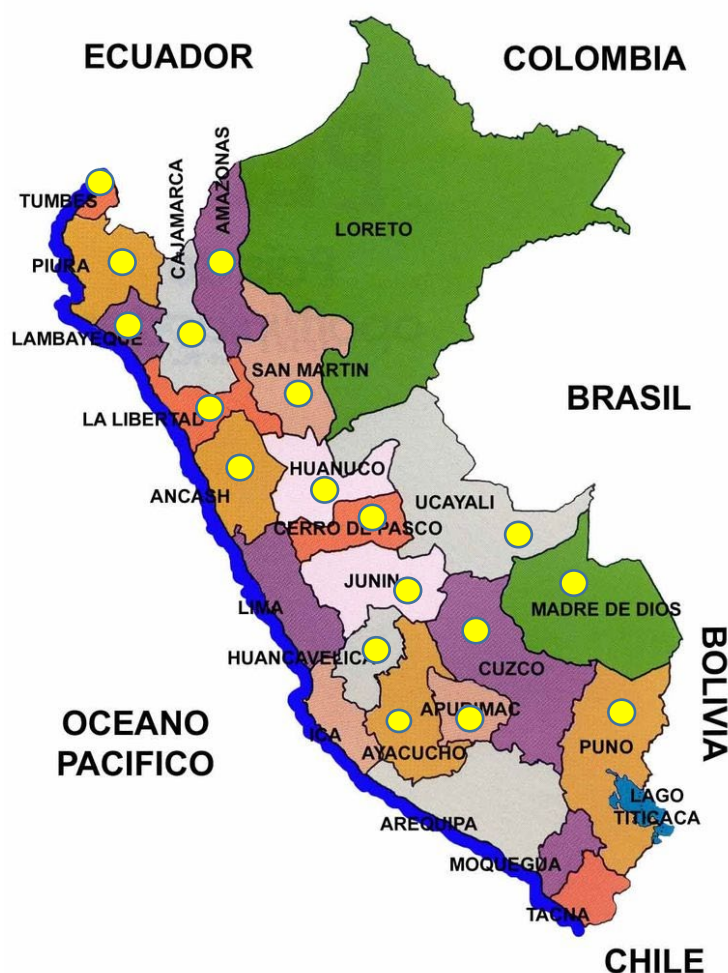 ECUADOR
COLOMBIA
TUMBES
CAJAMARCA
AMAZONAS
LORETO
PIURA
LAMBAYEQUE
SAN MARTIN
BRASIL
LA LIBERTAD
HUANUCO
ANCASH
UCAYALI
CERRO DE PASCO
JUNIN
LIMA
MADRE DE DIOS
HUANCAVELICA
CUZCO
BOLIVIA
APURIMAC
OCEANO
PACIFICO
ICA
AYACUCHO
PUNO
LAGO
TITICACA
AREQUIPA
MOQUEGUA
TACNA
CHILE